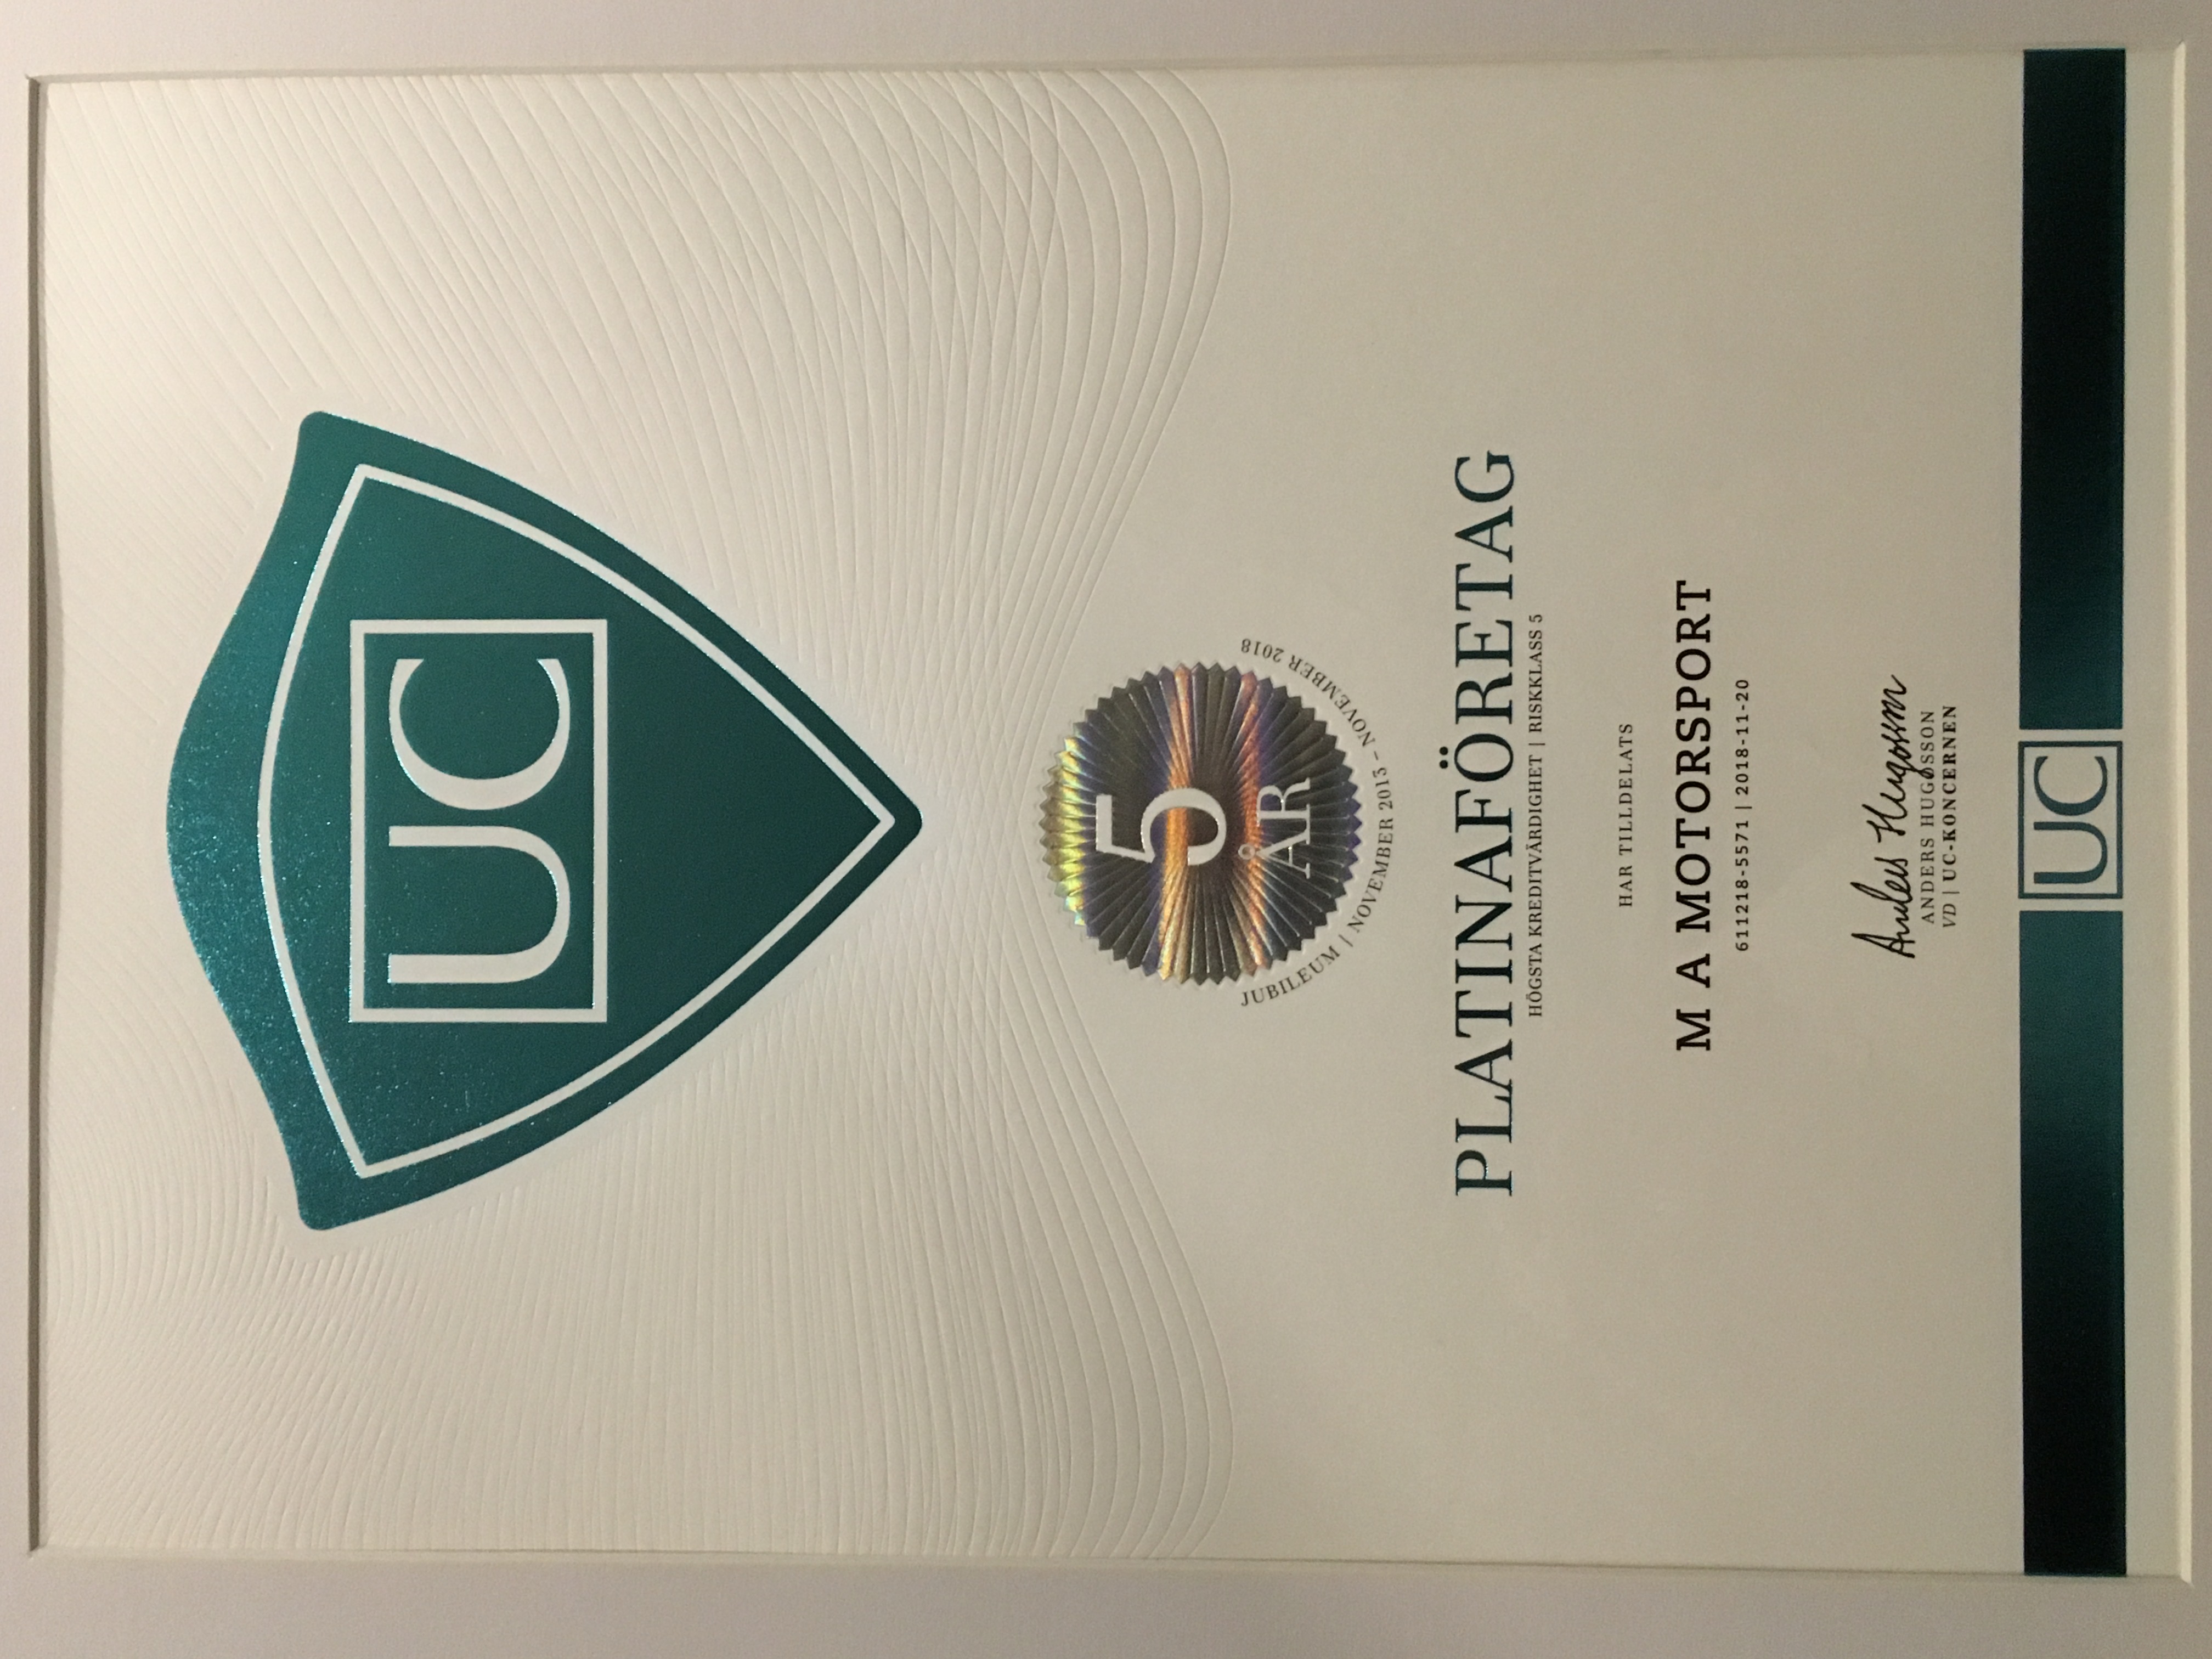 UC
5
ÅR
JUBILEUM | NOVEMBER 2013 – NOVEMBER 2018
PLATINAFÖRETAG
HÖGSTA KREDITVÄRDIGHET | RISKKLASS 5
HAR TILLDELATS
M A MOTORSPORT
611218-5571 | 2018-11-20
Anders Hugosson
ANDERS HUGOSSON
VD | UC-KONCERNEN
UC